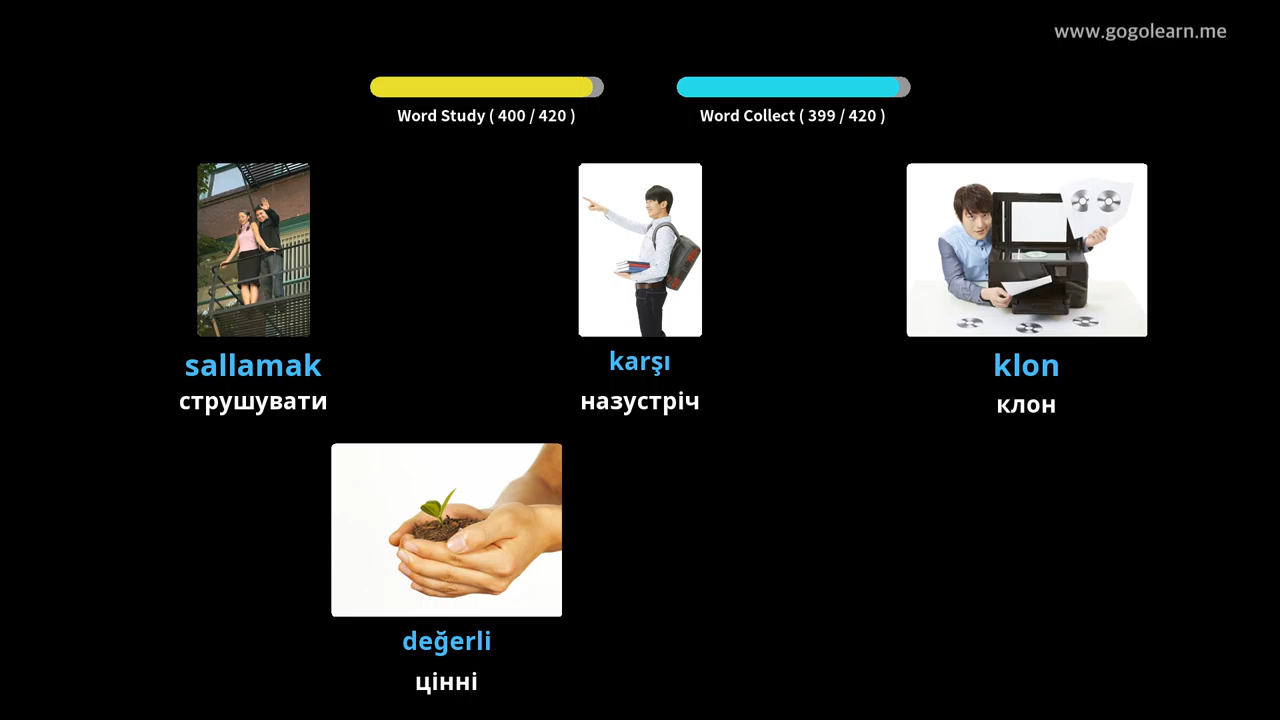 www.gogolearn.me
Word Study ( 400 / 420 )
Word Collect ( 399 / 420 )
sallamak
струшувати
karşı
назустріч
klon
клон
değerli
цінні